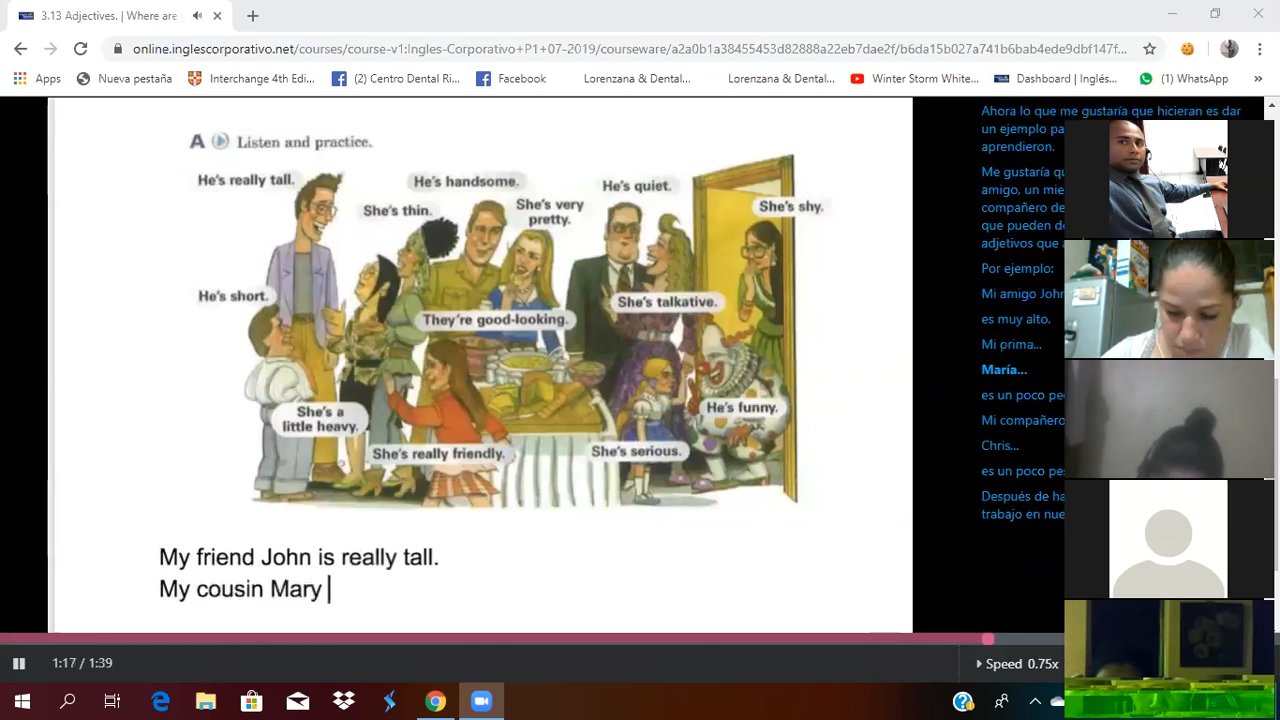 3.13 Adjectives. | Where are
online.inglescorporativo.net/courses/course-v1:Ingles-Corporativo+P1+07-2019/courseware/a2a0b1a38455453d82888a22eb7dae2f/b6da15b027a741b6bab4ede9dbf147f...
Apps
Nueva pestaña
Interchange 4th Edi...
(2) Centro Dental Ri...
Facebook
Lorenzana & Dental...
Lorenzana & Dental...
Winter Storm White...
Dashboard | Inglés...
(1) WhatsApp
»
A Listen and practice.
He's really tall.
He's handsome.
He's quiet.
She's thin.
She's very
pretty.
She's shy.
He's short.
She's talkative.
They're good-looking.
She's a
little heavy.
He's funny.
She's really friendly.
She's serious.
My friend John is really tall.
My cousin Mary
Ahora lo que me gustaría que hicieran es dar
un ejemplo pa
aprendieron.
Me gustaría qu
amigo, un mie
compañero de
que pueden de
adjetivos que a
Por ejemplo:
Mi amigo John
es muy alto.
Mi prima...
María...
es un poco pe
Mi compañero
Chris...
es un poco pe
Después de ha
trabajo en nue
1:17 / 1:39
Speed 0.75x